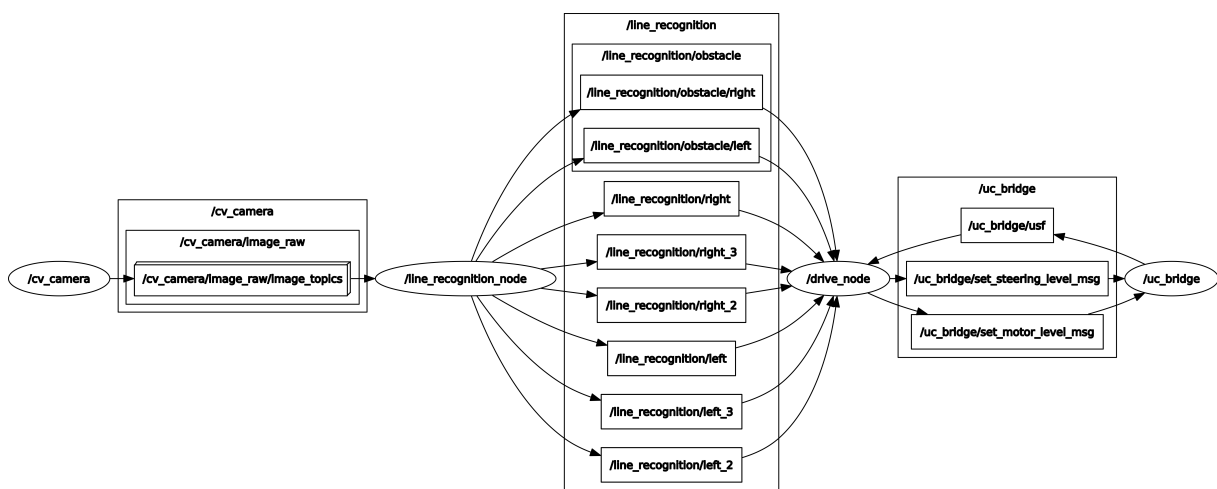 /cv_camera
/cv_camera
/cv_camera/image_raw
/cv_camera/image_raw/image_topics
/line_recognition_node
/line_recognition
/line_recognition/obstacle
/line_recognition/obstacle/right
/line_recognition/obstacle/left
/line_recognition/right
/line_recognition/right_3
/line_recognition/right_2
/line_recognition/left
/line_recognition/left_3
/line_recognition/left_2
/drive_node
/uc_bridge
/uc_bridge/usf
/uc_bridge/set_steering_level_msg
/uc_bridge/set_motor_level_msg
/uc_bridge